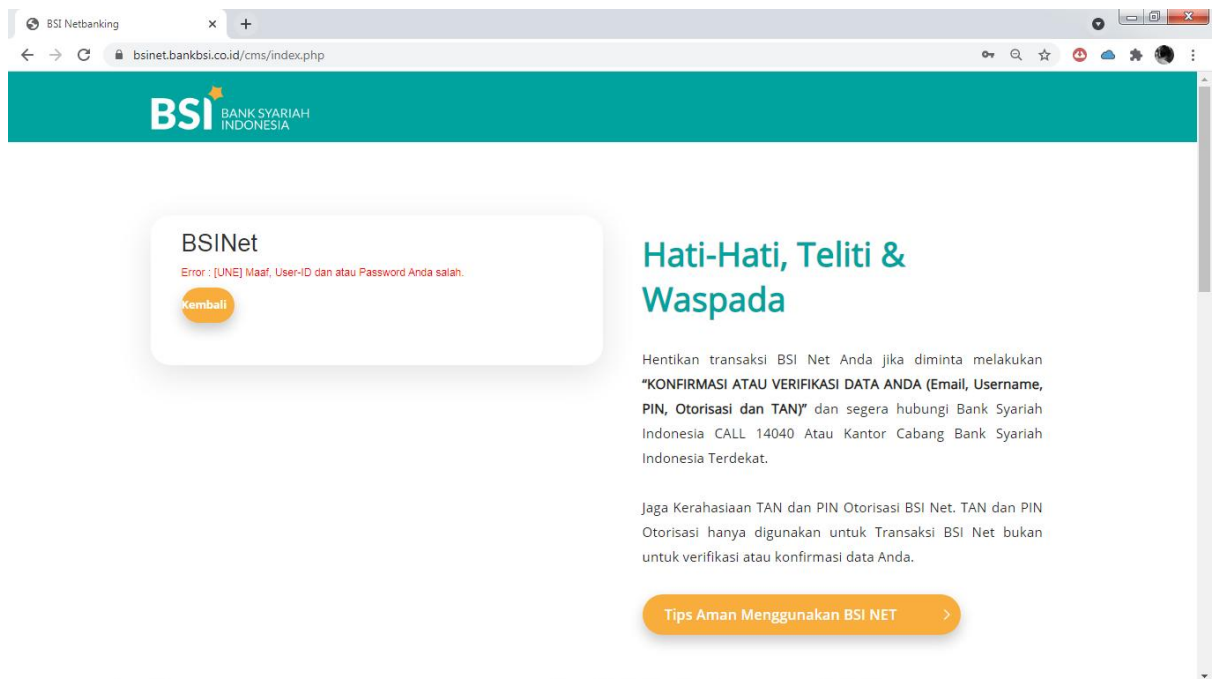 BSI Netbanking
bsinet.bankbsi.co.id/cms/index.php
BSI BANK SYARIAH
INDONESIA
BSINet
Error : [UNE] Maaf, User-ID dan atau Password Anda salah.
Kembali
Hati-Hati, Teliti &
Waspada
Hentikan transaksi BSI Net Anda jika diminta melakukan
“KONFIRMASI ATAU VERIFIKASI DATA ANDA (Email, Username,
PIN, Otorisasi dan TAN)” dan segera hubungi Bank Syariah
Indonesia CALL 14040 Atau Kantor Cabang Bank Syariah
Indonesia Terdekat.
Jaga Kerahasiaan TAN dan PIN Otorisasi BSI Net. TAN dan PIN
Otorisasi hanya digunakan untuk Transaksi BSI Net bukan
untuk verifikasi atau konfirmasi data Anda.
Tips Aman Menggunakan BSI NET